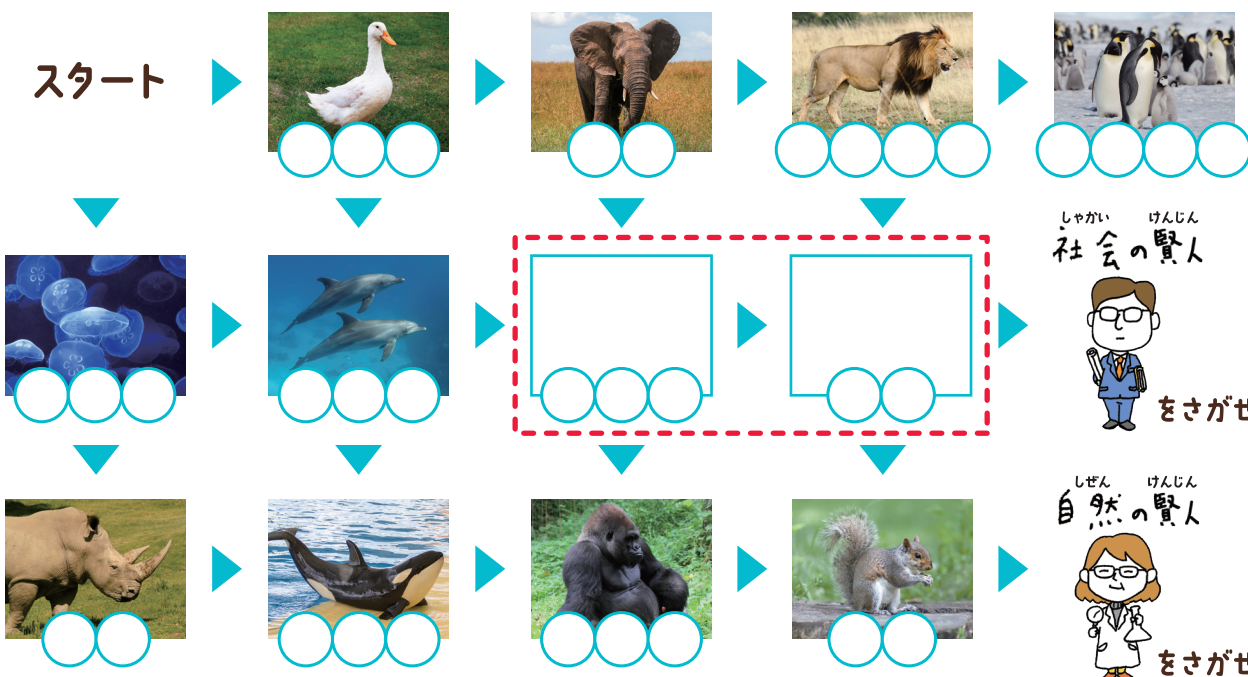 スタート
しゃかい けんじん
社会の賢人
をさがせ
しぜん けんじん
自然の賢人
をさがせ